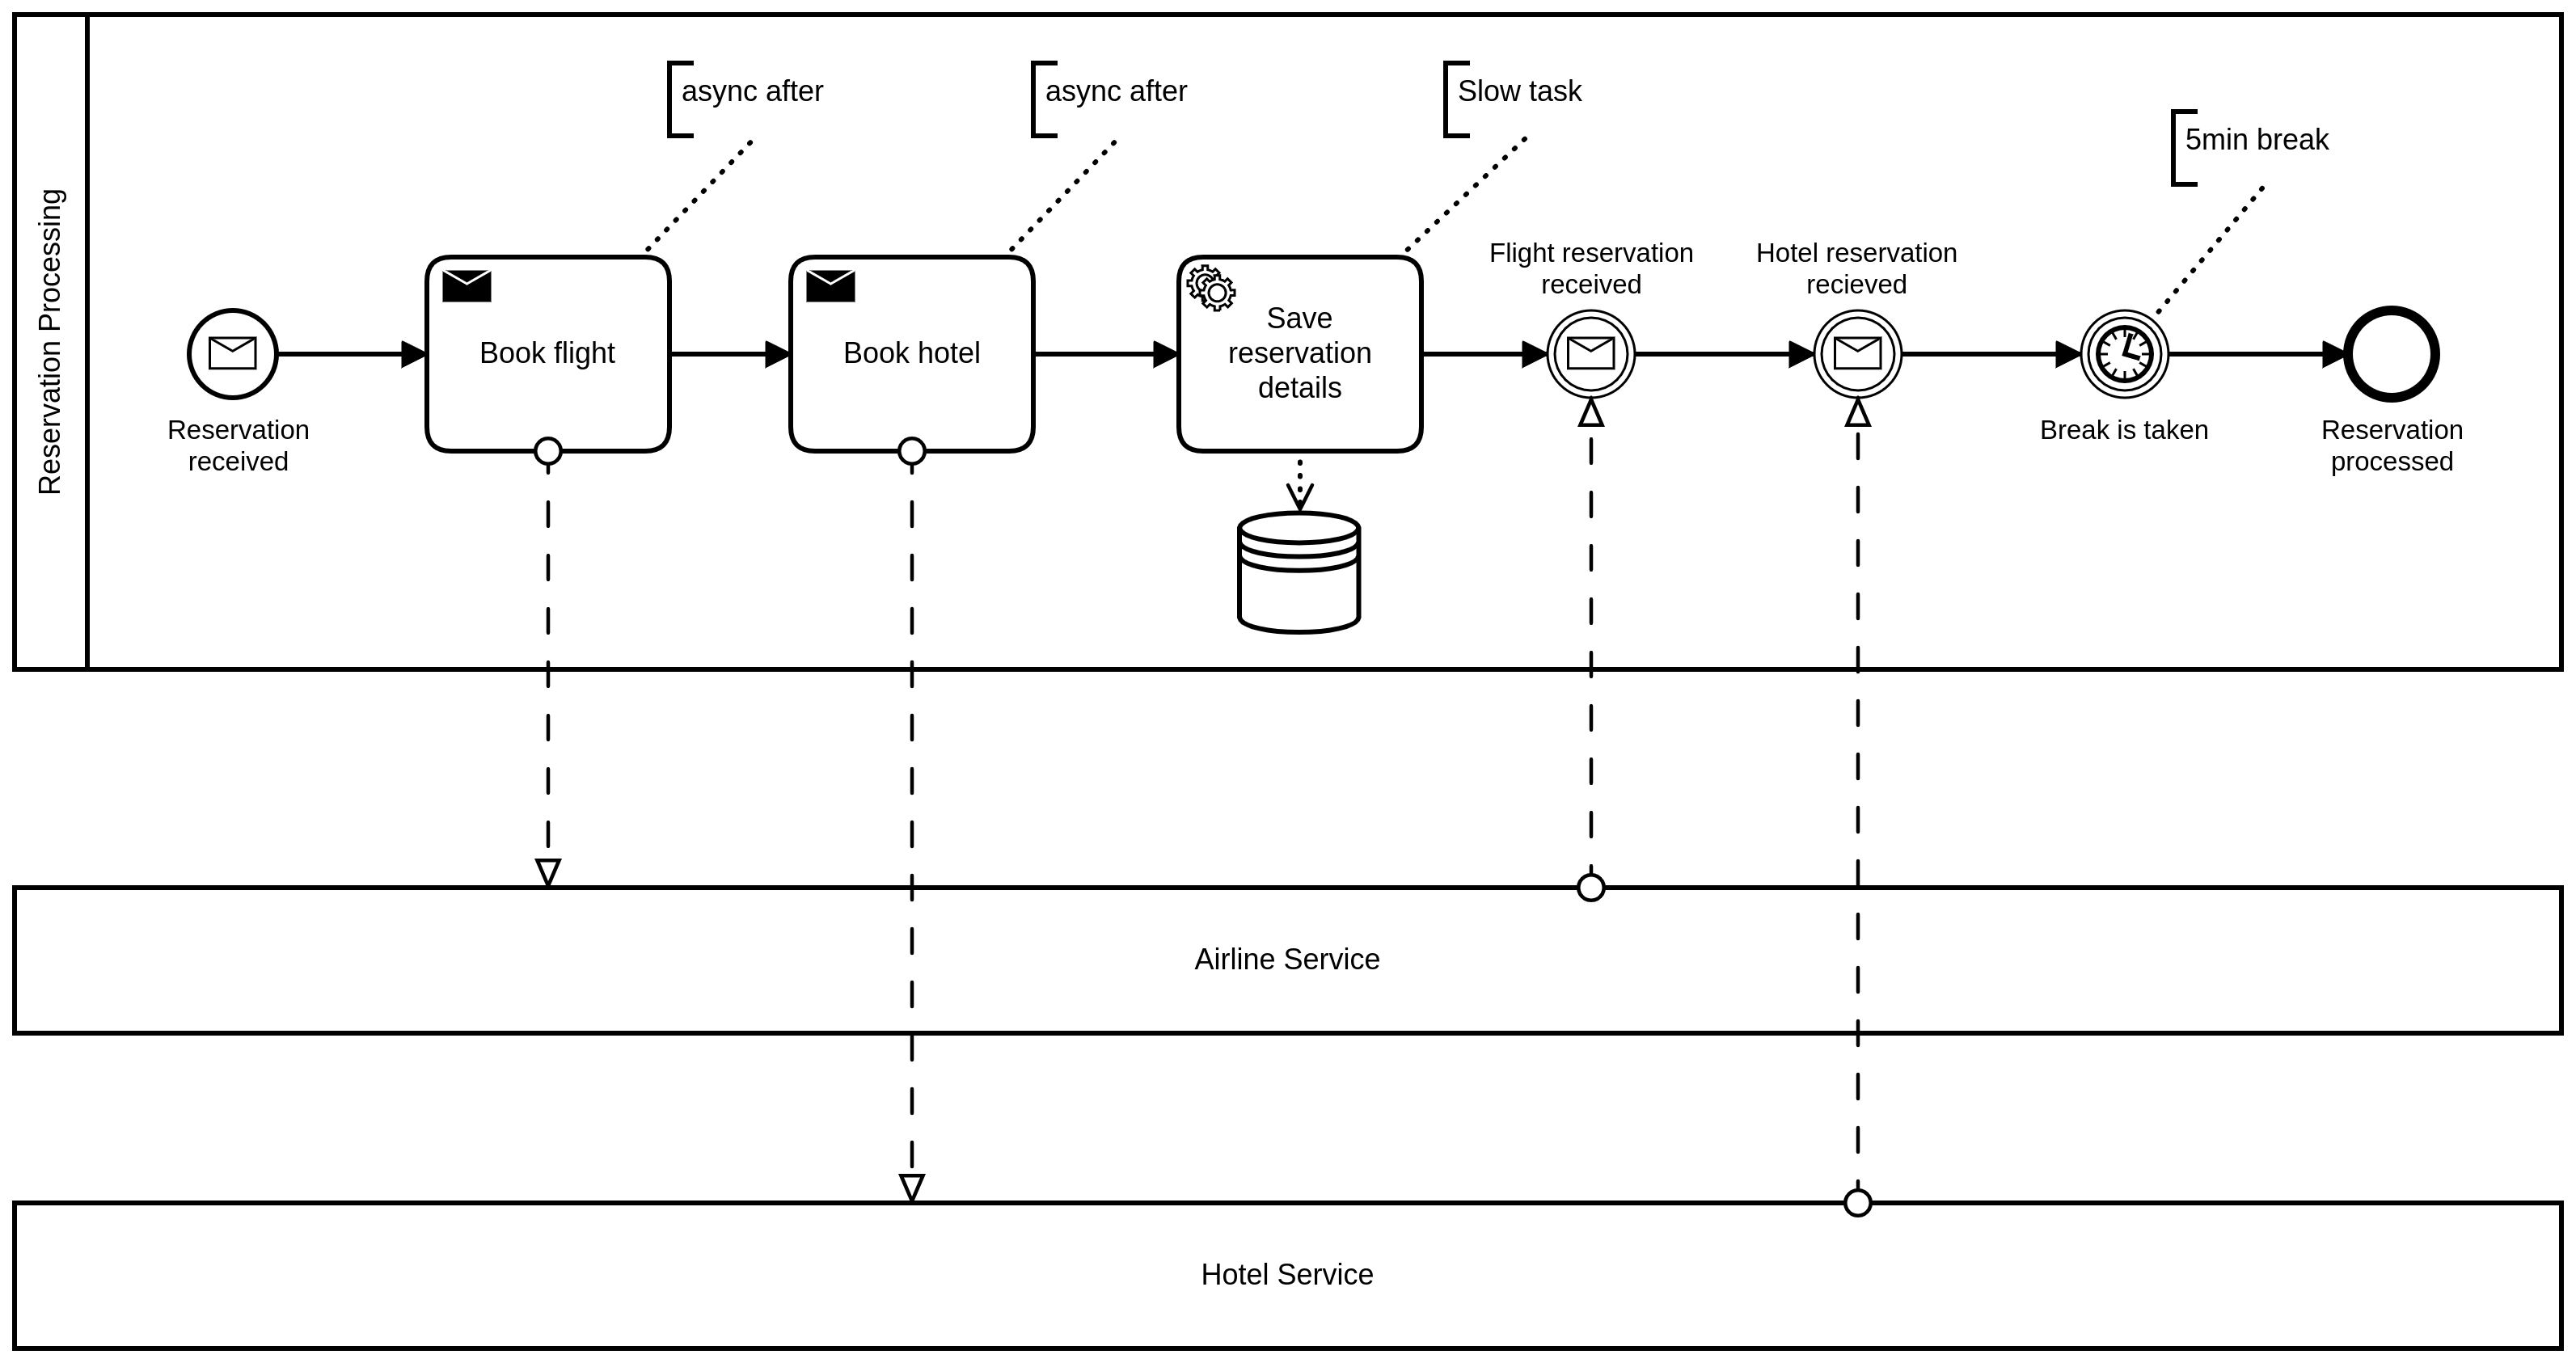 Reservation Processing
async after
async after
Slow task
5min break
Reservation
received
Book flight
Book hotel
Save
reservation
details
Flight reservation
received
Hotel reservation
recieved
Break is taken
Reservation
processed
Airline Service
Hotel Service